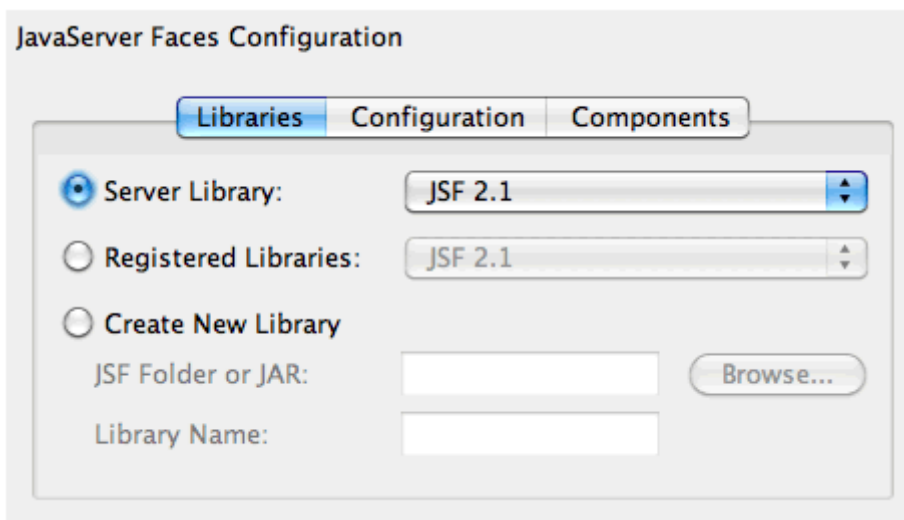 JavaServer Faces Configuration
Libraries Configuration Components
Server Library: JSF 2.1
Registered Libraries: JSF 2.1
Create New Library
JSF Folder or JAR: Browse...
Library Name: